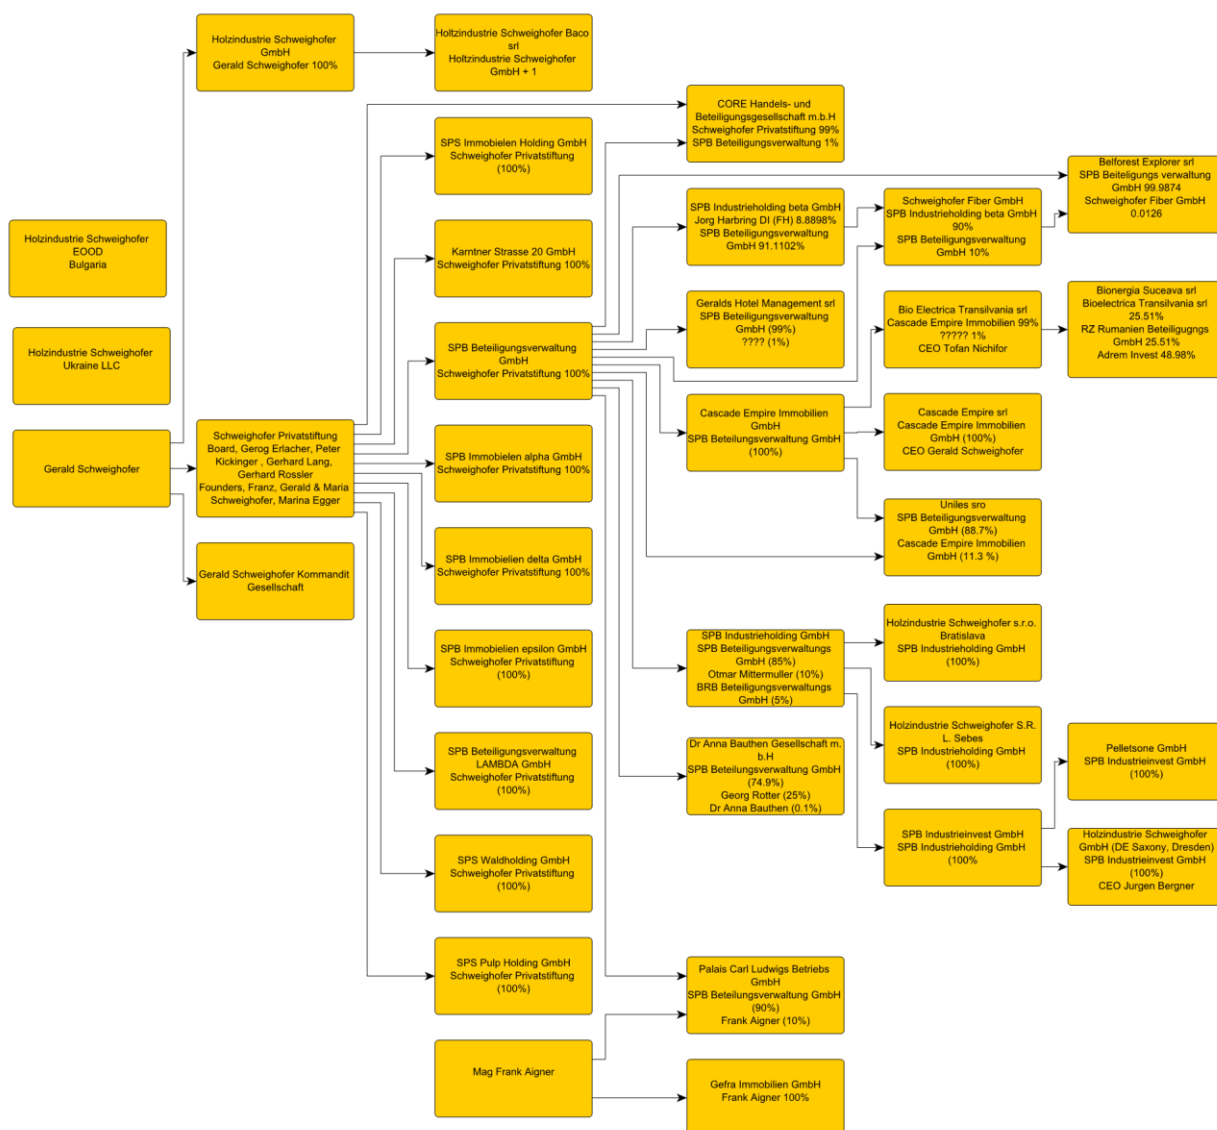 Holzindustrie Schweighofer
GmbH
Gerald Schweighofer 100%
Holtzindustrie Schweighofer Baco
srl
Holtzindustrie Schweighofer
GmbH + 1
CORE Handels- und
Beteiligungsgesellschaft m.b.H
Schweighofer Privatstiftung 99%
SPB Beteiligungsverwaltung 1%
SPS Immobielen Holding GmbH
Schweighofer Privatstiftung
(100%)
Belforest Explorer srl
SPB Beiteligungs verwaltung
GmbH 99.9874
Schweighofer Fiber GmbH
0.0126
SPB Industrieholding beta GmbH
Jorg Harbring DI (FH) 8.8898%
SPB Beteiligungsverwaltung
GmbH 91.1102%
Schweighofer Fiber GmbH
SPB Industrieholding beta GmbH
90%
SPB Beteiligungsverwaltung
GmbH 10%
Holzindustrie Schweighofer
EOOD
Bulgaria
Karntner Strasse 20 GmbH
Schweighofer Privatstiftung 100%
Geralds Hotel Management srl
SPB Beteiligungsverwaltung
GmbH (99%)
???? (1%)
Bio Electrica Transilvania srl
Cascade Empire Immobilien 99%
????? 1%
CEO Tofan Nichifor
Bionergia Suceava srl
Bioelectrica Transilvania srl
25.51%
RZ Rumanien Beteiligugngs
GmbH 25.51%
Adrem Invest 48.98%
Holzindustrie Schweighofer
Ukraine LLC
SPB Beteiligungsverwaltung
GmbH
Schweighofer Privatstiftung 100%
Cascade Empire Immobilien
GmbH
SPB Beteiligungsverwaltung GmbH
(100%)
Cascade Empire srl
Cascade Empire Immobilien
GmbH (100%)
CEO Gerald Schweighofer
Gerald Schweighofer
Schweighofer Privatstiftung
Board, Gerog Erlacher, Peter
Kickinger , Gerhard Lang,
Gerhard Rossler
Founders, Franz, Gerald & Maria
Schweighofer, Marina Egger
SPB Immobielen alpha GmbH
Schweighofer Privatstiftung 100%
Uniles sro
SPB Beteiligungsverwaltung
GmbH (88.7%)
Cascade Empire Immobilien
GmbH (11.3 %)
Gerald Schweighofer Kommandit
Gesellschaft
SPB Immobielien delta GmbH
Schweighofer Privatstiftung 100%
SPB Immobielien epsilon GmbH
Schweighofer Privatstiftung
(100%)
SPB Industrieholding GmbH
SPB Beteiligungsverwaltungs
GmbH (85%)
Otmar Mittermuller (10%)
BRB Beteiligungsverwaltungs
GmbH (5%)
Holzindustrie Schweighofer s.r.o.
Bratislava
SPB Industrieholding GmbH
(100%)
SPB Beteiligungsverwaltung
LAMBDA GmbH
Schweighofer Privatstiftung
(100%)
Dr Anna Bauthen Gesellschaft m.
b.H
SPB Beteilungsverwaltung GmbH
(74.9%)
Georg Rotter (25%)
Dr Anna Bauthen (0.1%)
Holzindustrie Schweighofer S.R.
L. Sebes
SPB Industrieholding GmbH
(100%)
Pelletsone GmbH
SPB Industrieinvest GmbH
(100%)
SPS Waldholding GmbH
Schweighofer Privatstiftung
(100%)
SPB Industrieinvest GmbH
SPB Industrieholding GmbH
(100%
Holzindustrie Schweighofer
GmbH (DE Saxony, Dresden)
SPB Industrieinvest GmbH
(100%)
CEO Jurgen Bergner
SPS Pulp Holding GmbH
Schweighofer Privatstiftung
(100%)
Palais Carl Ludwigs Betriebs
GmbH
SPB Beteilungsverwaltung GmbH
(90%)
Frank Aigner (10%)
Mag Frank Aigner
Gefra Immobilien GmbH
Frank Aigner 100%